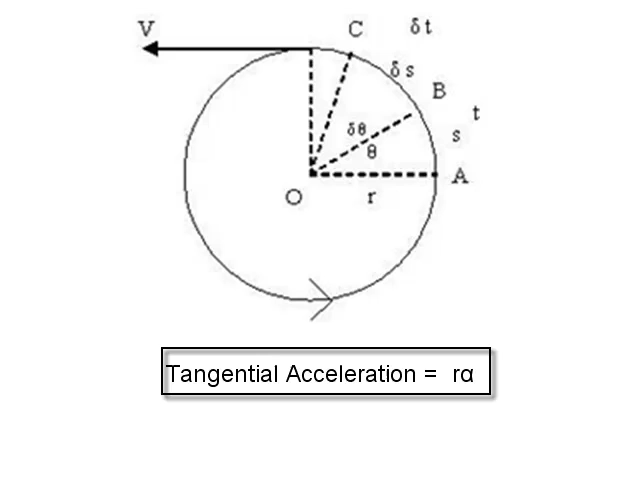 V
C
δt
δs
B
t
s
δθ
θ
A
O
r
Tangential Acceleration = rα